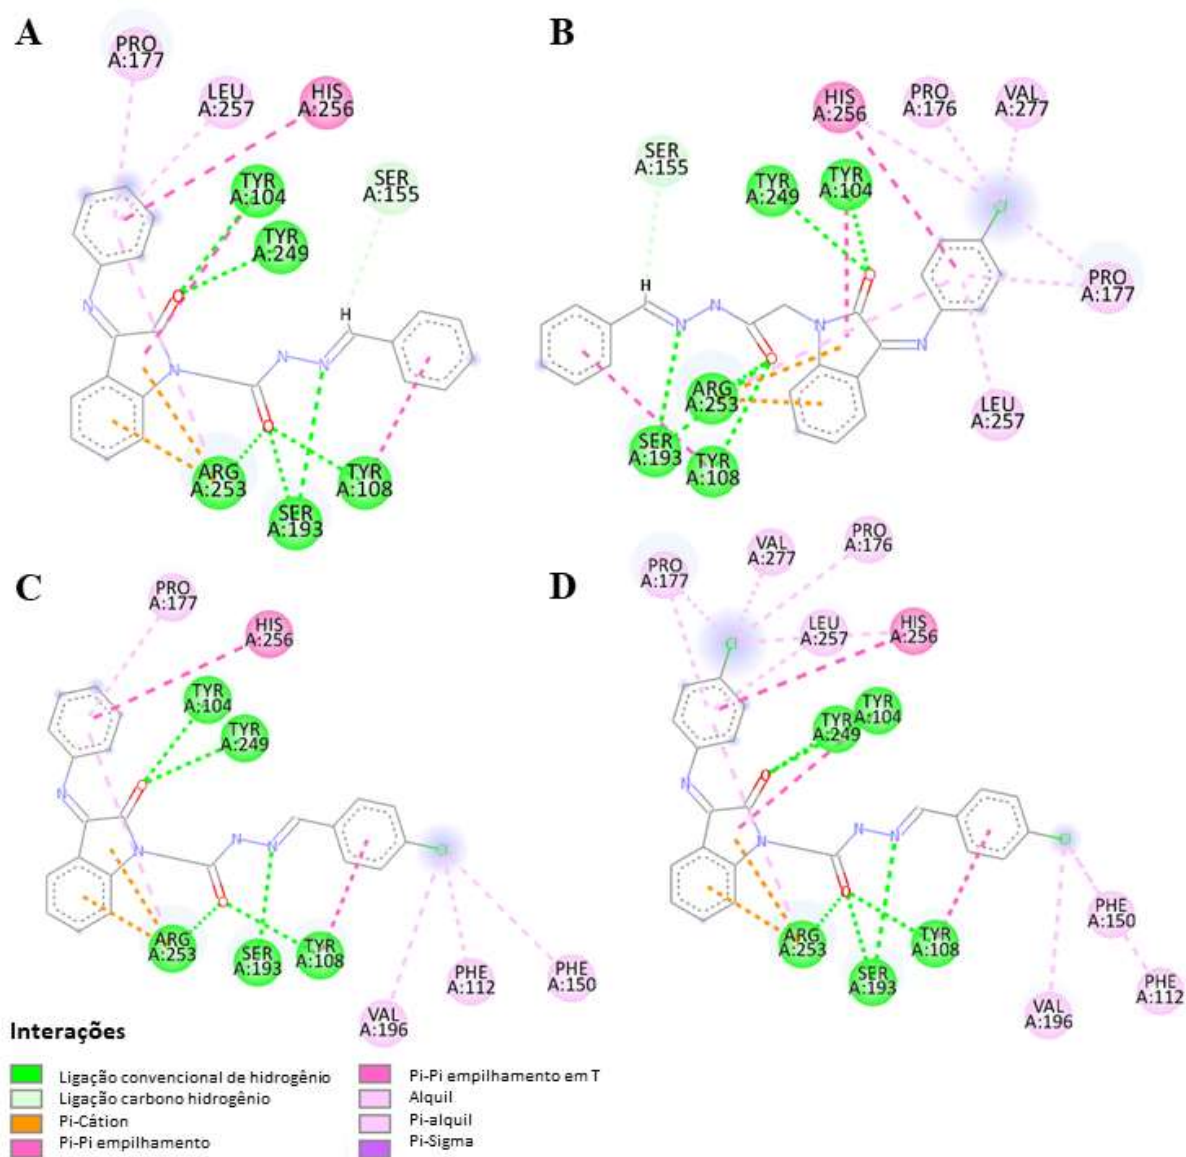 A
PRO
A:177
LEU
A:257
HIS
A:256
TYR
A:104
TYR
A:249
SER
A:155
N
O
N
N
N
H
O
ARG
A:253
SER
A:193
TYR
A:108
B
SER
A:155
TYR
A:249
TYR
A:104
HIS
A:256
PRO
A:176
VAL
A:277
Cl
PRO
A:177
LEU
A:257
H
N
N
O
N
O
N
ARG
A:253
SER
A:193
TYR
A:108
C
PRO
A:177
HIS
A:256
TYR
A:104
TYR
A:249
N
O
N
N
N
O
Cl
ARG
A:253
SER
A:193
TYR
A:108
VAL
A:196
PHE
A:112
PHE
A:150
D
PRO
A:177
VAL
A:277
PRO
A:176
LEU
A:257
HIS
A:256
Cl
TYR
A:104
TYR
A:249
N
O
N
N
N
O
Cl
ARG
A:253
SER
A:193
TYR
A:108
VAL
A:196
PHE
A:150
PHE
A:112
Interações
Ligação convencional de hidrogênio
Ligação carbono hidrogênio
Pi-Cátion
Pi-Pi empilhamento
Pi-Pi empilhamento em T
Alquil
Pi-alquil
Pi-Sigma